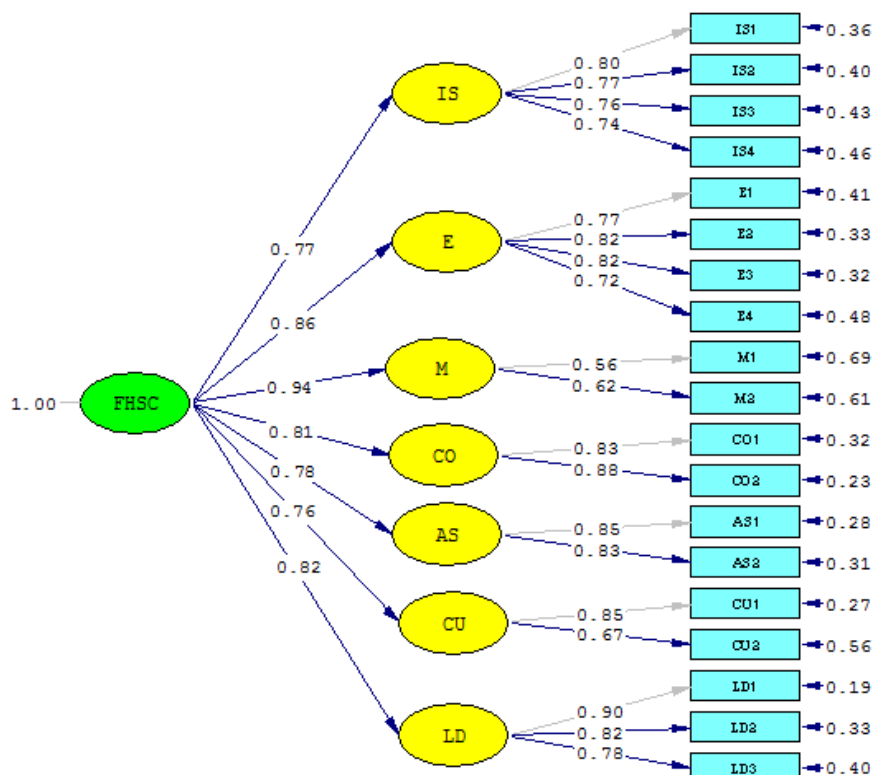 IS1 0.36
0.80
IS2 0.40
0.77
IS
0.76
IS3 0.43
0.74
IS4 0.46
E1 0.41
0.77
E2 0.33
0.82
E
0.82
E3 0.32
0.77
0.72
E4 0.48
0.86
M1 0.69
0.56
M
0.94
0.62
M2 0.61
1.00 FHSC
0.81
CO1 0.32
0.83
CO
0.88
0.78
CO2 0.23
0.76
AS1 0.28
0.85
AS
0.83
AS2 0.31
0.82
CU1 0.27
0.85
CU
0.67
CU2 0.56
LD1 0.19
0.90
LD2 0.33
0.82
LD
0.78
LD3 0.40